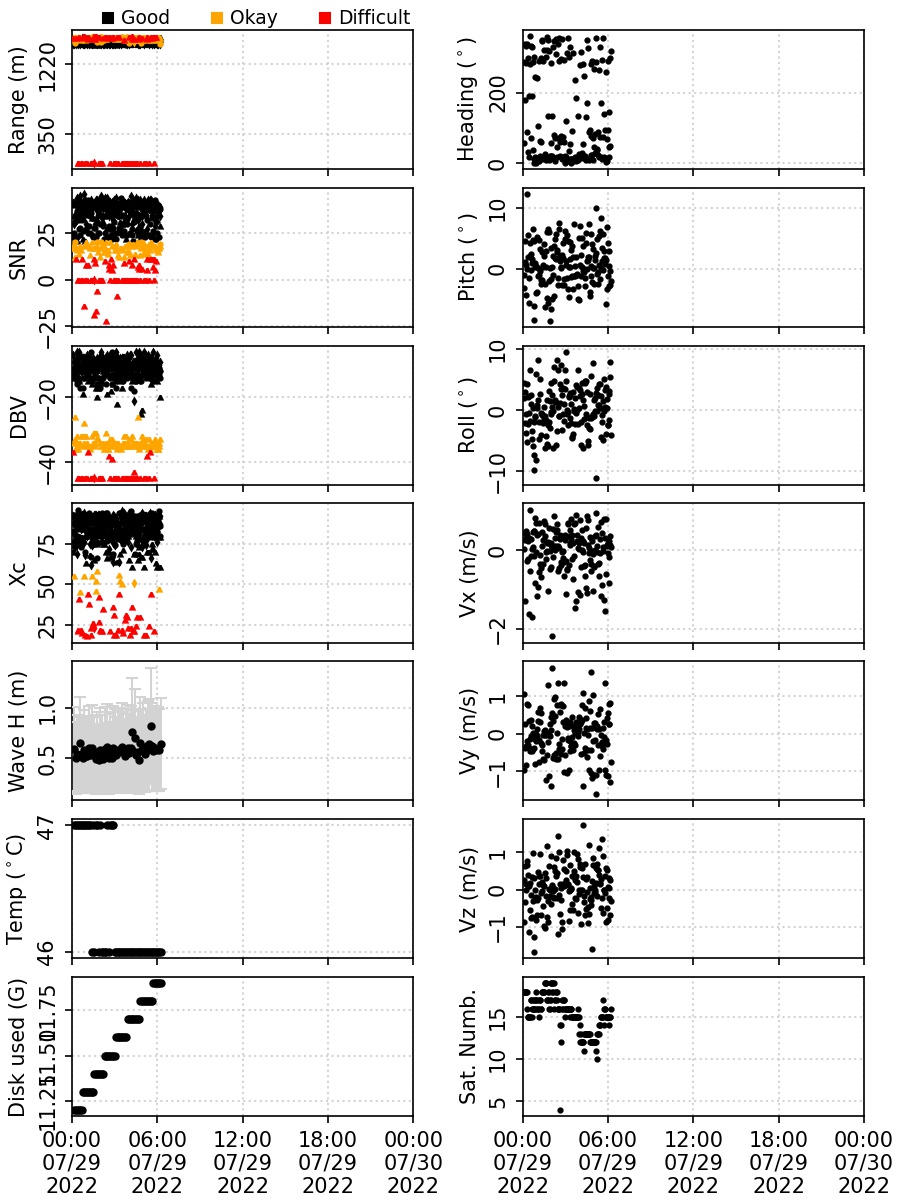 Good Okay Difficult
Range (m)
1220
350
Heading (°)
200
0
SNR
25
0
−25
Pitch (°)
10
0
DBV
−20
−40
Roll (°)
10
0
−10
Xc
75
50
25
Vx (m/s)
0
−2
Wave H (m)
1.0
0.5
Vy (m/s)
1
0
−1
Temp (°C)
47
46
Vz (m/s)
1
0
−1
Disk used (G)
11.25
Sat. Numb.
15
10
5
00:00 06:00 12:00 18:00 00:00
07/29 07/29 07/29 07/29 07/30
2022 2022 2022 2022 2022
00:00 06:00 12:00 18:00 00:00
07/29 07/29 07/29 07/29 07/30
2022 2022 2022 2022 2022